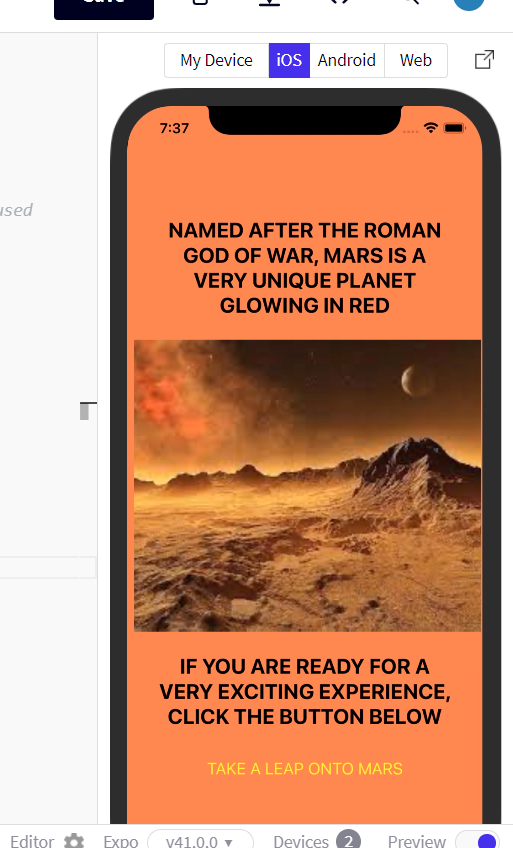 Save
My Device iOS Android Web
7:37
used
NAMED AFTER THE ROMAN
GOD OF WAR, MARS IS A
VERY UNIQUE PLANET
GLOWING IN RED
IF YOU ARE READY FOR A
VERY EXCITING EXPERIENCE,
CLICK THE BUTTON BELOW
TAKE A LEAP ONTO MARS
Editor Expo v41.0.0 Devices 2 Preview